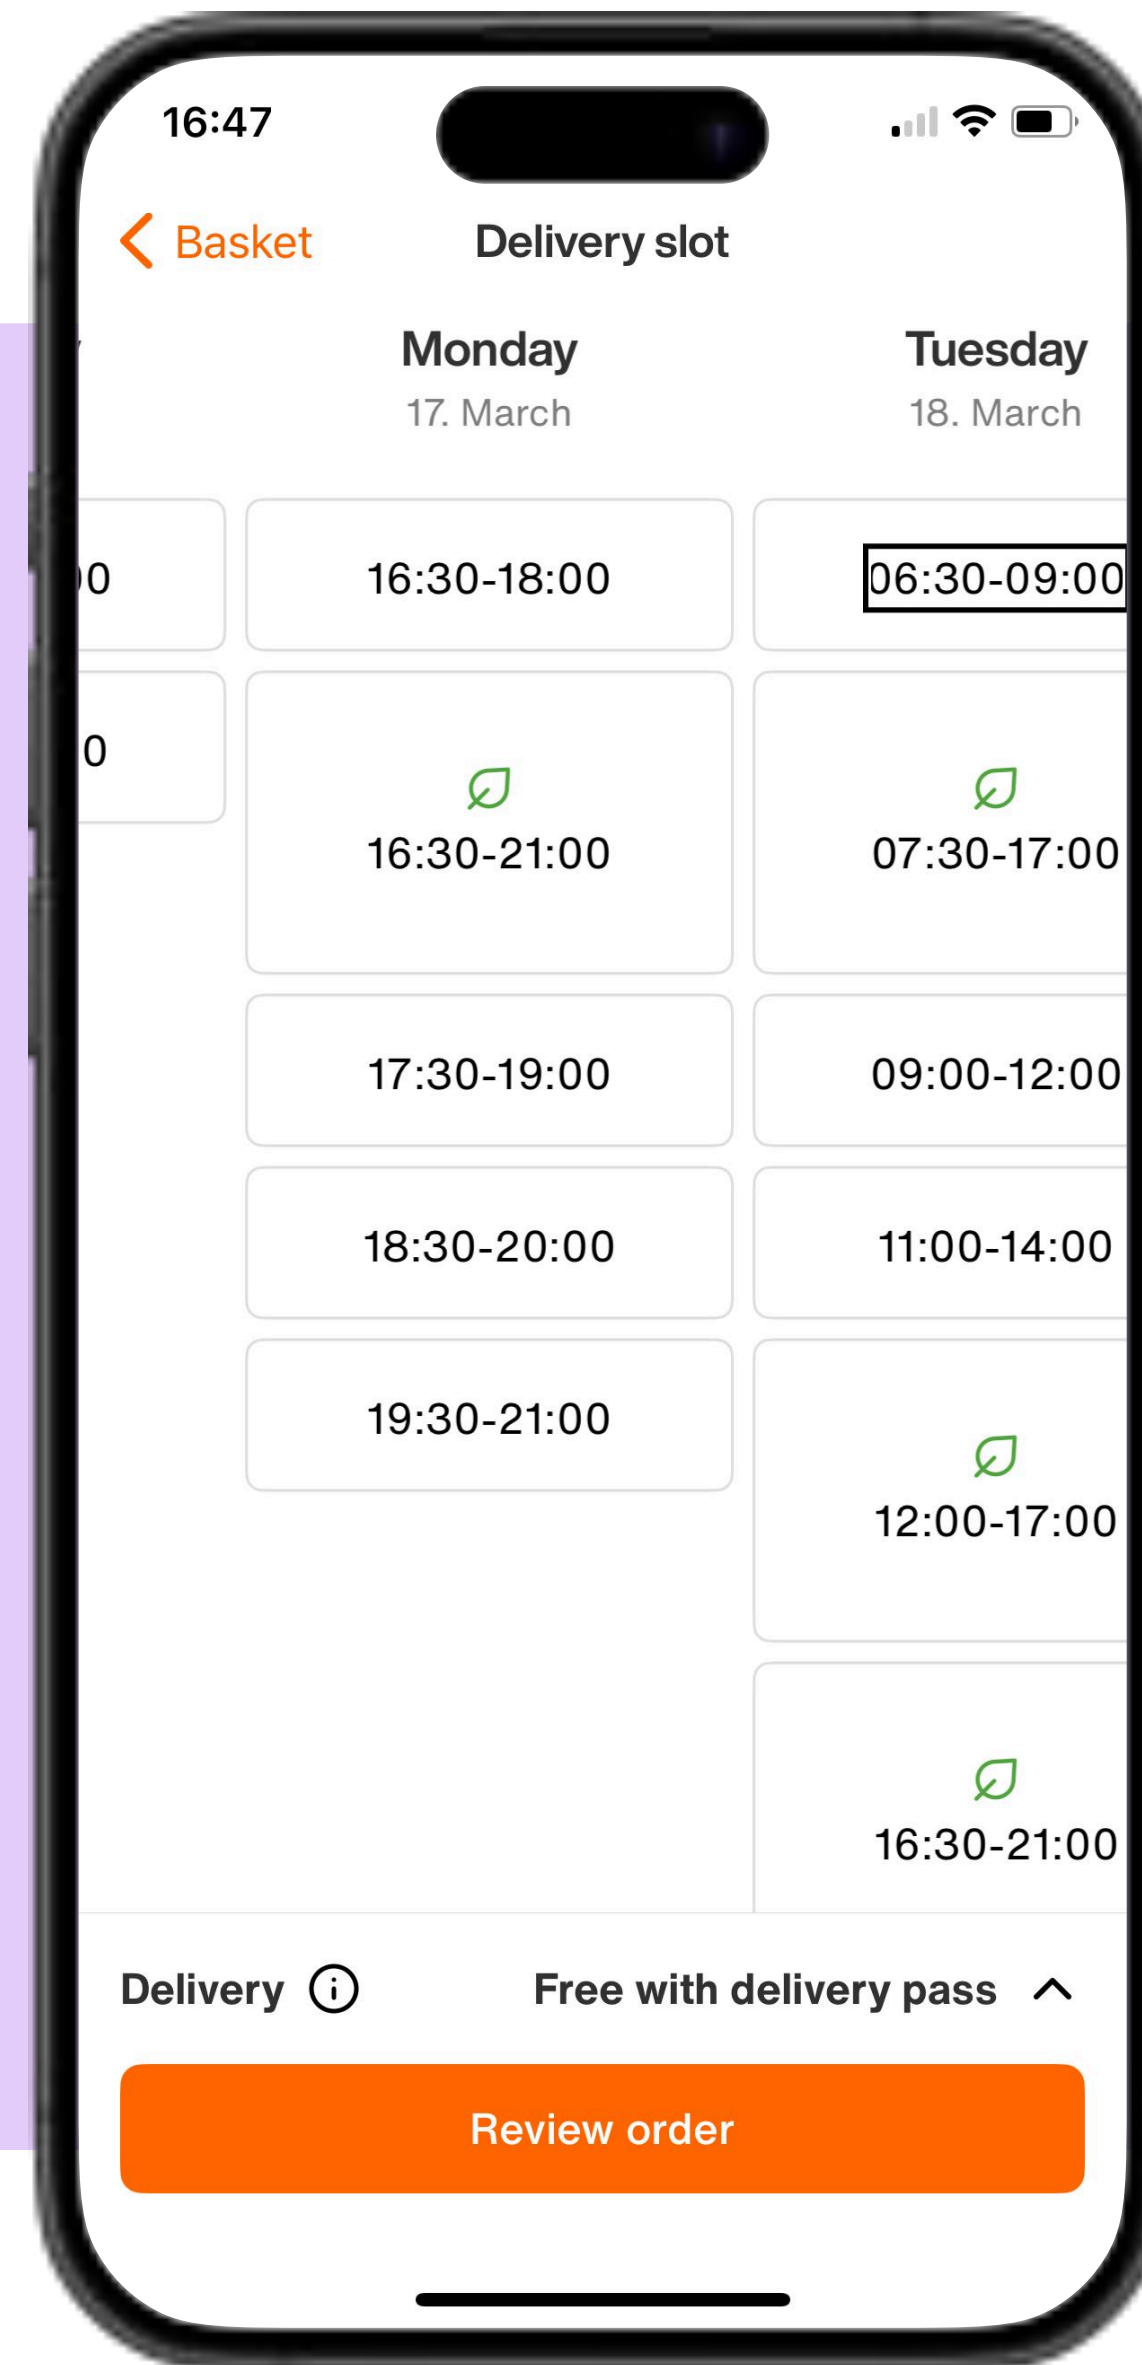 16:47
Basket
Delivery slot
Monday
Tuesday
17. March
18. March
16:30-18:00
06:30-09:00
16:30-21:00
07:30-17:00
17:30-19:00
09:00-12:00
18:30-20:00
11:00-14:00
19:30-21:00
12:00-17:00
16:30-21:00
Delivery
Free with delivery pass
Review order